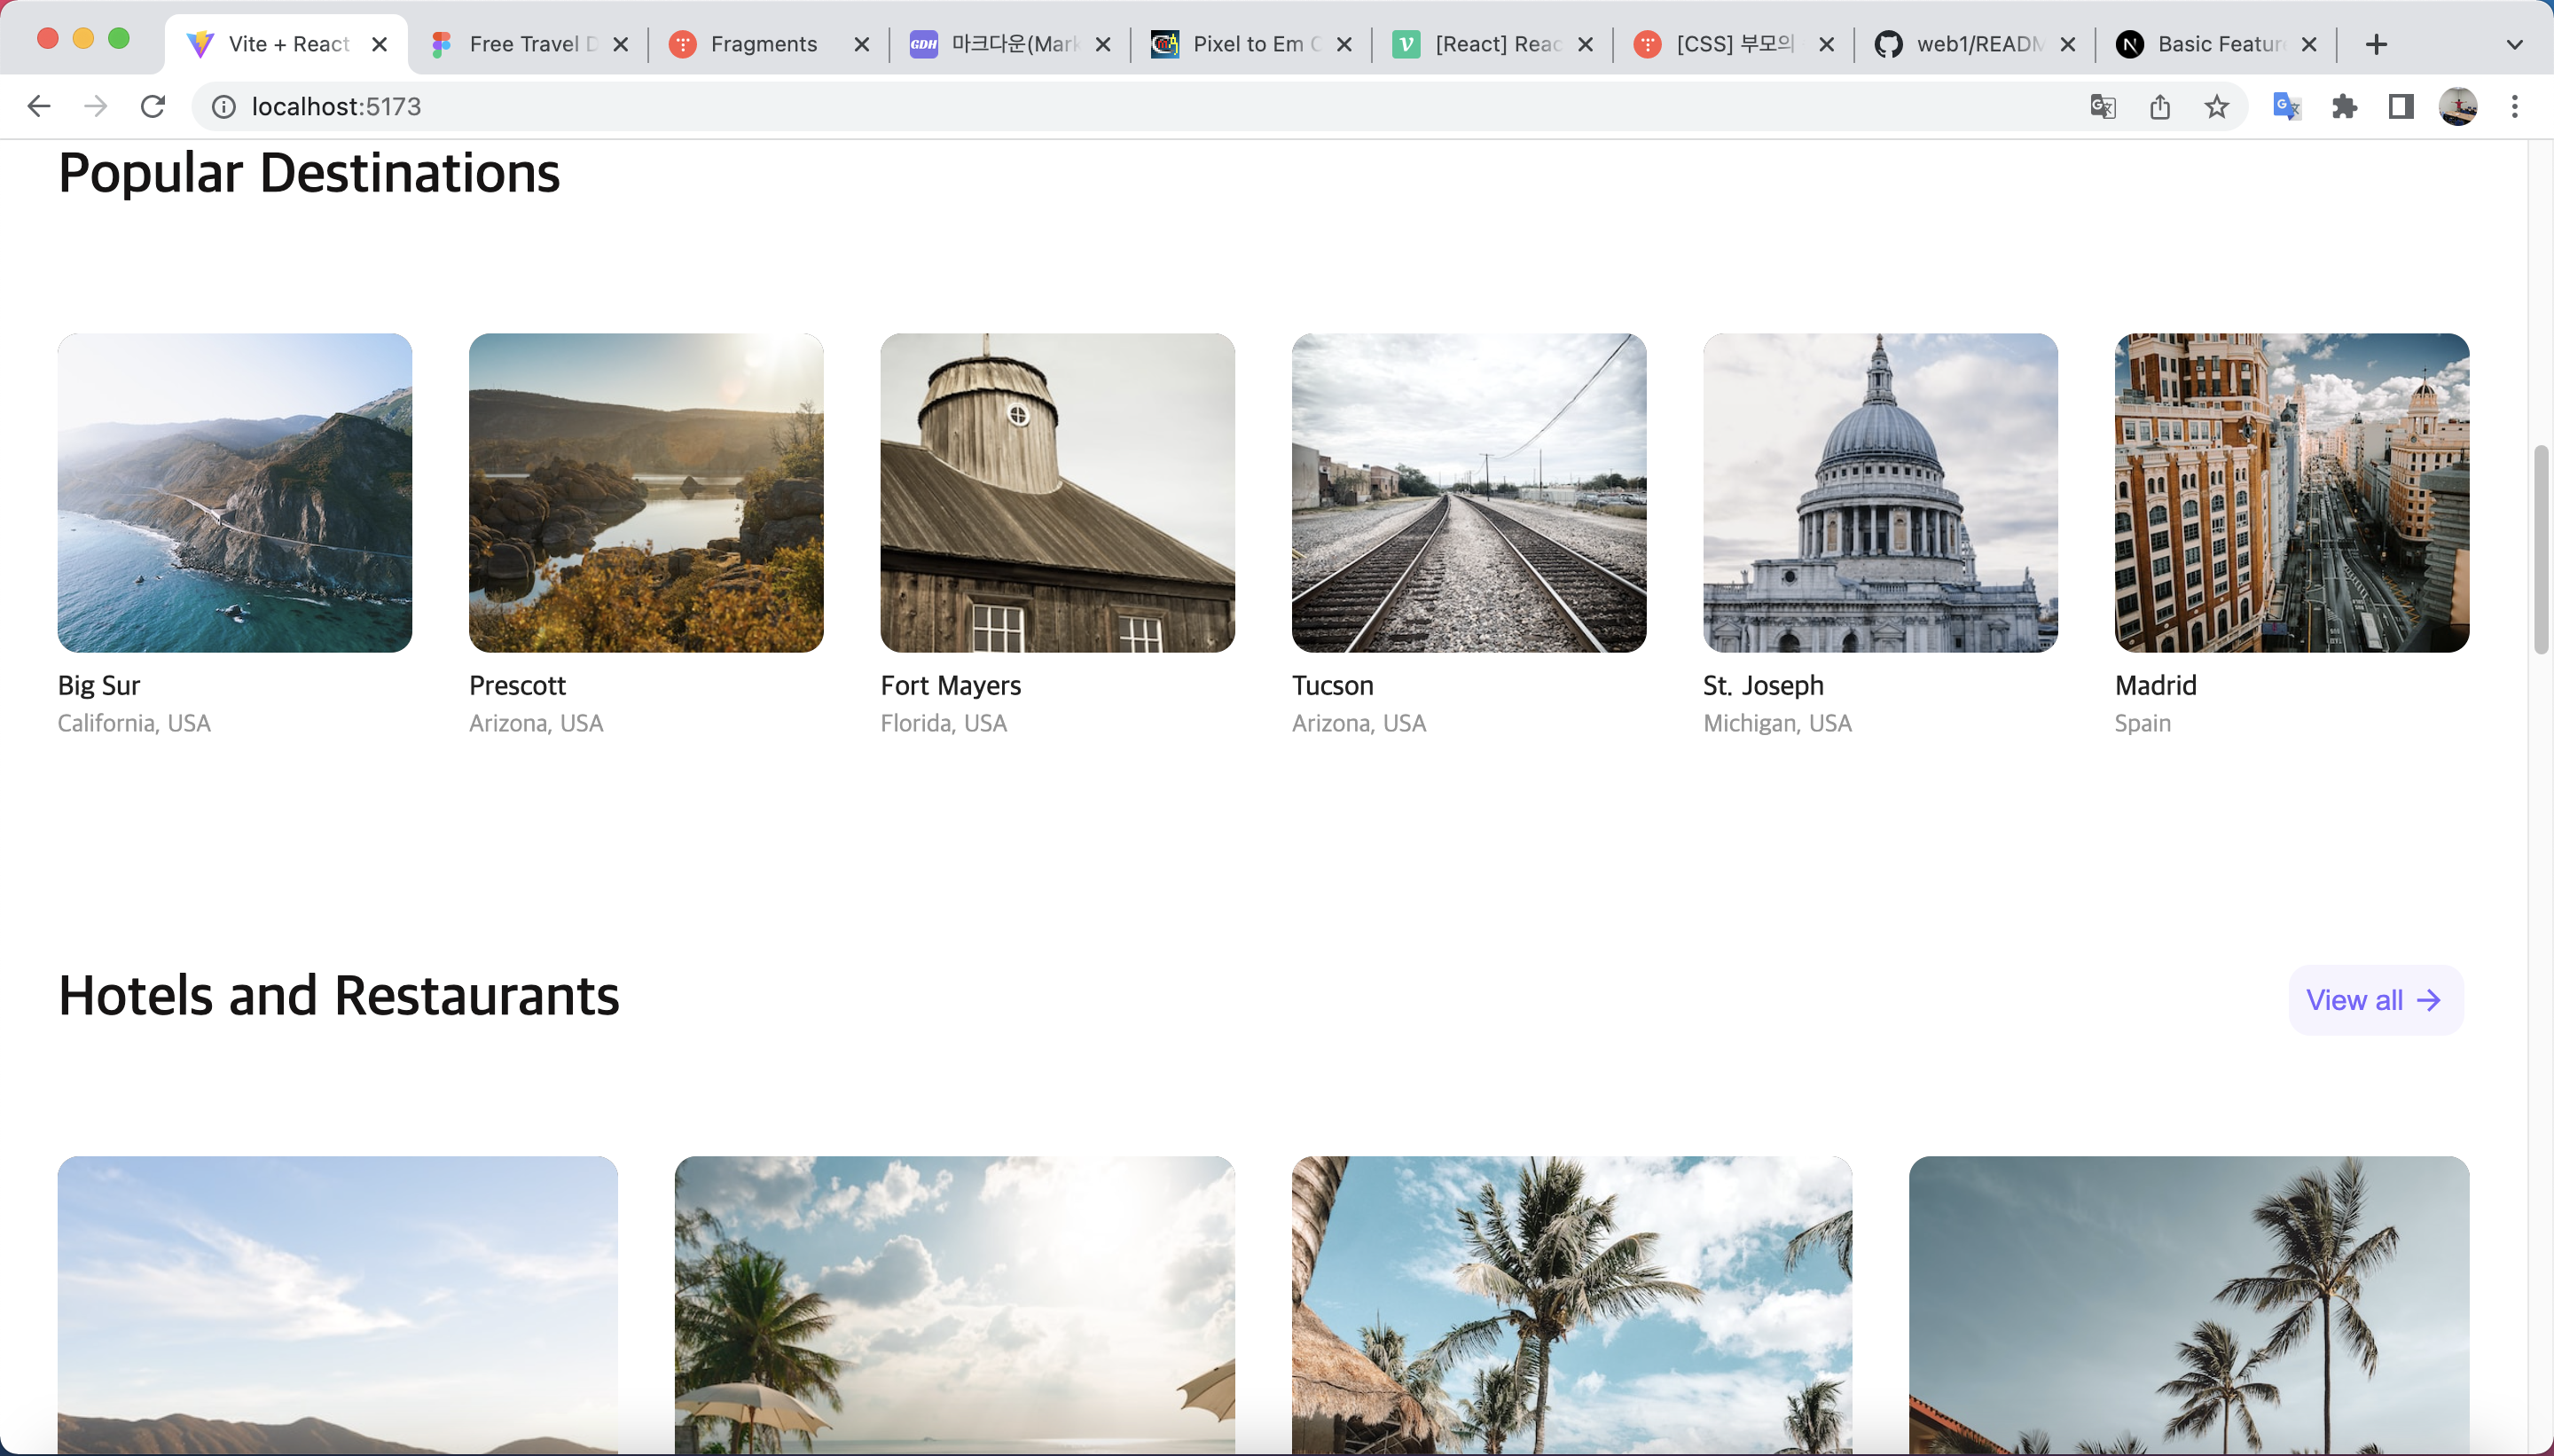 Vite + React
Free Travel D
Fragments
GDH
마크다운(Mark
Pixel to Em C
[React] Reac
[CSS] 부모의
web1/READM
Basic Featur
localhost:5173
Popular Destinations
Big Sur
California, USA
Prescott
Arizona, USA
Fort Mayers
Florida, USA
Tucson
Arizona, USA
St. Joseph
Michigan, USA
Madrid
Spain
Hotels and Restaurants
View all →